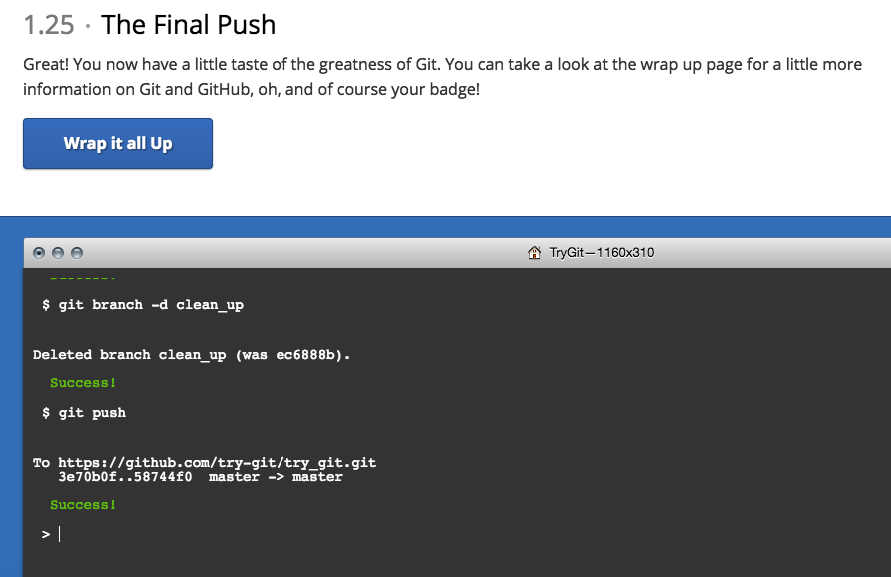 1.25 · The Final Push
Great! You now have a little taste of the greatness of Git. You can take a look at the wrap up page for a little more
information on Git and GitHub, oh, and of course your badge!
Wrap it all Up
TryGit—1160x310
$ git branch -d clean_up
Deleted branch clean_up (was ec6888b).
Success!
$ git push
To https://github.com/try-git/try_git.git
3e70b0f..58744f0 master -> master
Success!
>